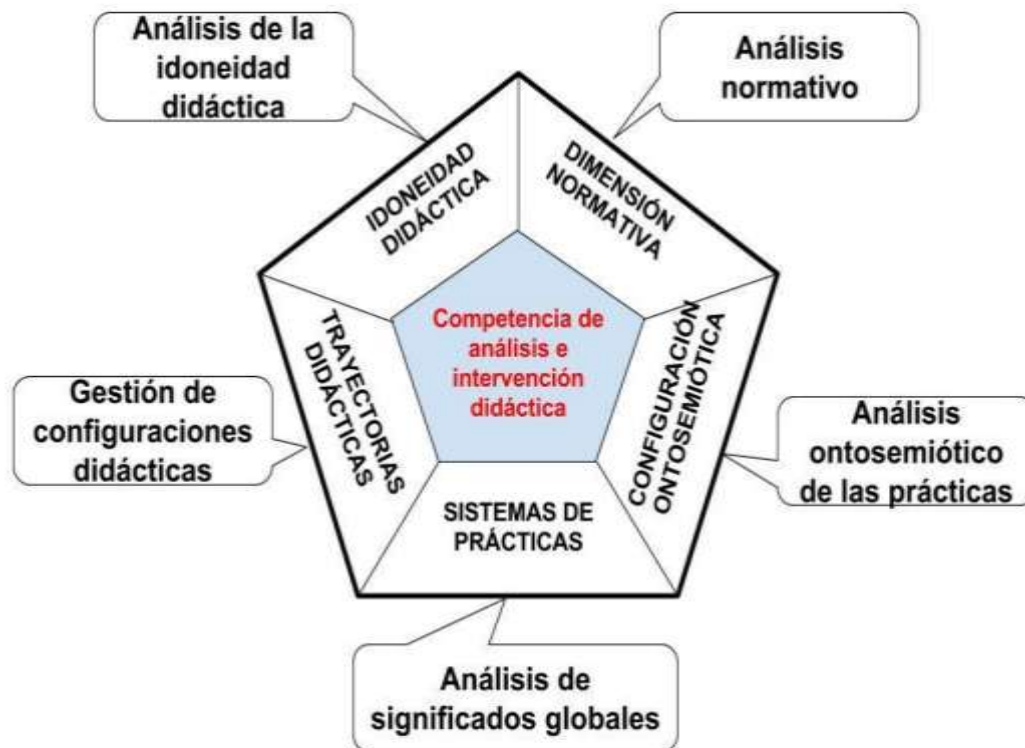 Análisis de la
idoneidad
didáctica
Análisis
normativo
IDONEIDAD
DIDÁCTICA
DIMENSIÓN
NORMATIVA
Competencia de
análisis e
intervención
didáctica
TRAYECTORIAS
DIDÁCTICAS
CONFIGURACIÓN
ONTOSEMIÓTICA
Gestión de
configuraciones
didácticas
Análisis
ontosemiótico
de las prácticas
SISTEMAS DE
PRÁCTICAS
Análisis de
significados globales